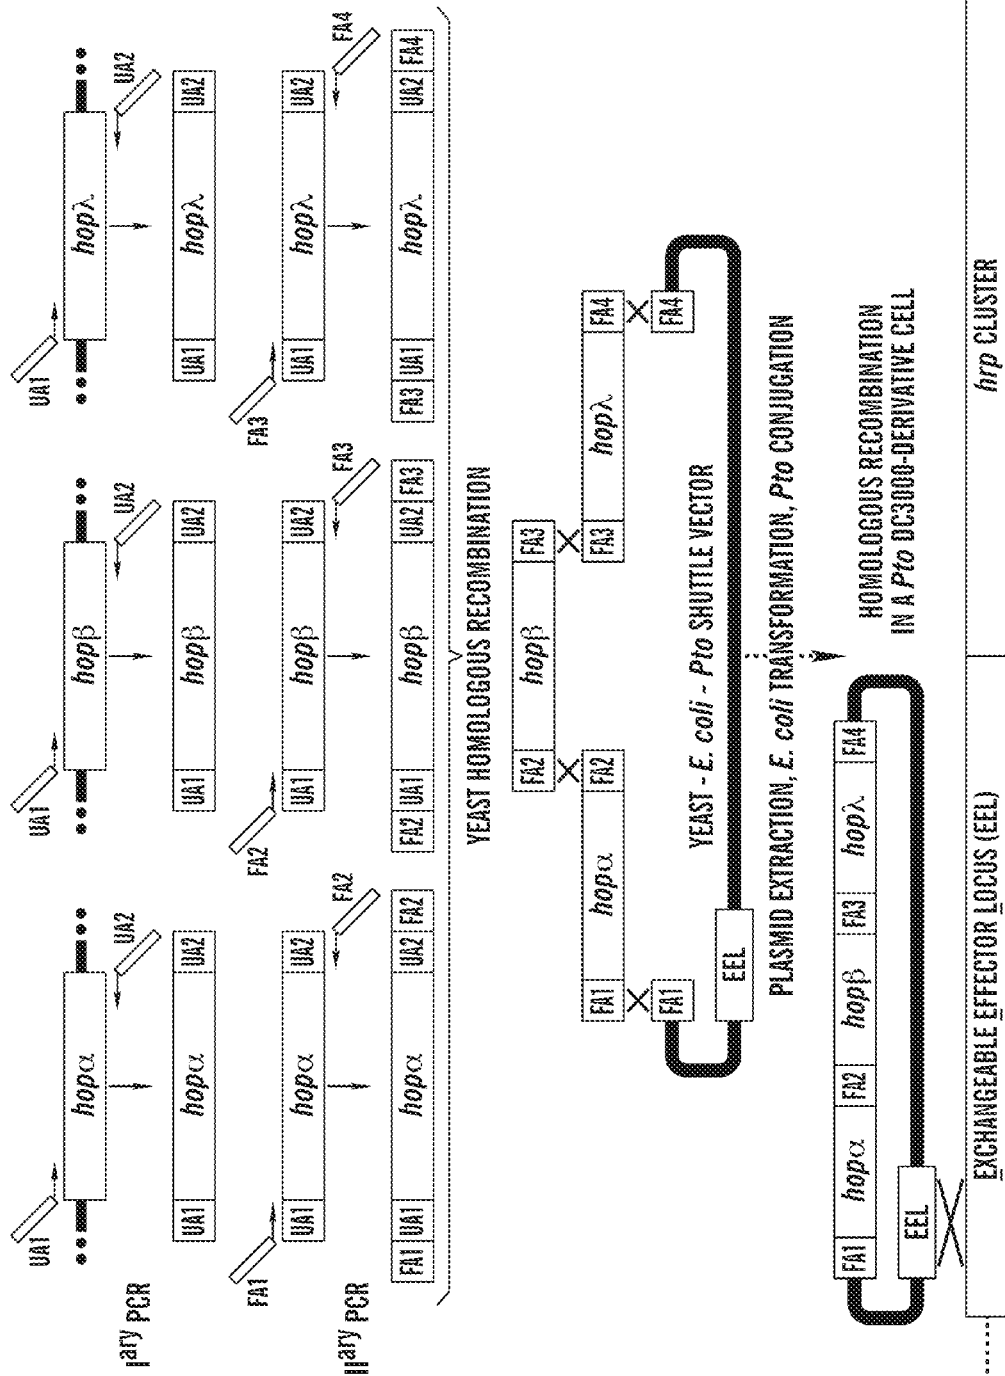 UA1
hopα
UA2
UA1
hopβ
UA2
UA1
hopλ
UA2
Iary PCR
UA1 hopα UA2
UA1 hopβ UA2
UA1 hopλ UA2
FA1
UA1 hopα UA2
FA2
FA2
UA1 hopβ UA2
FA3
FA3
UA1 hopλ UA2
FA4
IIary PCR
FA1 UA1 hopα UA2 FA2
FA2 UA1 hopβ UA2 FA3
FA3 UA1 hopλ UA2 FA4
YEAST HOMOLOGOUS RECOMBINATION
FA2 hopβ FA3
FA1 hopα FA2
FA3 hopλ FA4
FA1
FA4
YEAST - E. coli - Pto SHUTTLE VECTOR
EEL
PLASMID EXTRACTION, E. coli TRANSFORMATION, Pto CONJUGATION
FA1 hopα FA2 hopβ FA3 hopλ FA4
HOMOLOGOUS RECOMBINATION
IN A Pto DC3000-DERIVATIVE CELL
EEL
EXCHANGEABLE EFFECTOR LOCUS (EEL)
hrp CLUSTER